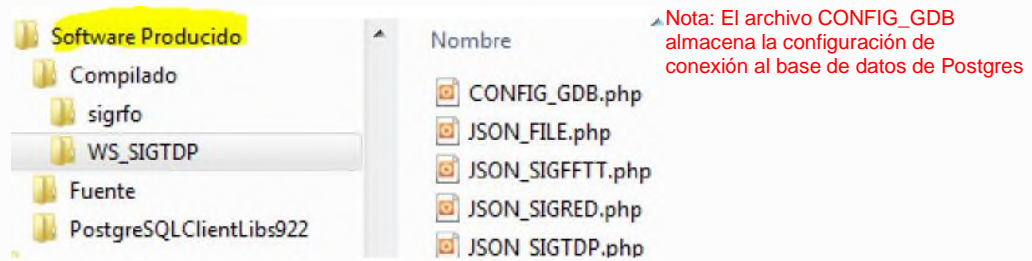 Software Producido
Compilado
sigrfo
WS_SIGTDP
Fuente
PostgreSQLClientLibs922
Nombre
CONFIG_GDB.php
JSON_FILE.php
JSON_SIGFFTT.php
JSON_SIGRED.php
JSON_SIGTDP.php
Nota: El archivo CONFIG_GDB
almacena la configuración de
conexión al base de datos de Postgres